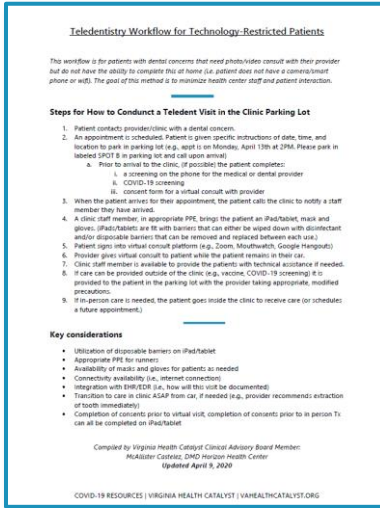 Teledentistry Workflow for Technology-Restricted Patients
This workflow is for patients with dental concerns that need photo/video consult with their provider
but do not have the ability to complete this at home (i.e. patient does not have a camera/smart
phone or wifi). The goal of this method is to minimize health center staff and patient interaction.
Steps for How to Condunct a Teledent Visit in the Clinic Parking Lot
1. Patient contacts provider/clinic with a dental concern.
2. An appointment is scheduled. Patient is given specific instructions of date, time, and
location to park in parking lot (e.g., appt is on Monday, April 13th at 2PM. Please park in
labeled SPOT B in parking lot and call upon arrival)
a. Prior to arrival to the clinic, (if possible) the patient completes:
i. a screening on the phone for the medical or dental provider
ii. COVID-19 screening
iii. consent form for a virtual consult with provider
3. When the patient arrives for their appointment, the patient calls the clinic to notify a staff
member they have arrived.
4. A clinic staff member, in appropriate PPE, brings the patient an iPad/tablet, mask and
gloves. (iPads/tablets are fit with barriers that can either be wiped down with disinfectant
and/or disposable barriers that can be removed and replaced between each use.)
5. Patient signs into virtual consult platform (e.g., Zoom, Mouthwatch, Google Hangouts)
6. Provider gives virtual consult to patient while the patient remains in their car.
7. Clinic staff member is available to provide the patients with technical assistance if needed.
8. If care can be provided outside of the clinic (e.g., vaccine, COVID-19 screening) it is
provided to the patient in the parking lot with the provider taking appropriate, modified
precautions.
9. If in-person care is needed, the patient goes inside the clinic to receive care (or schedules
a future appointment.)
Key considerations
• Utilization of disposable barriers on iPad/tablet
• Appropriate PPE for runners
• Availability of masks and gloves for patients as needed
• Connectivity availability (i.e., internet connection)
• Integration with EHR/EDR (i.e., how will this visit be documented)
• Transition to care in clinic ASAP from car, if needed (e.g., provider recommends extraction
of tooth immediately)
• Completion of consents prior to virtual visit, completion of consents prior to in person Tx
can all be completed on iPad/tablet
Compiled by Virginia Health Catalyst Clinical Advisory Board Member:
McAllister Castelez, DMD Horizon Health Center
Updated April 9, 2020
COVID-19 RESOURCES | VIRGINIA HEALTH CATALYST | VAHEALTHCATALYST.ORG